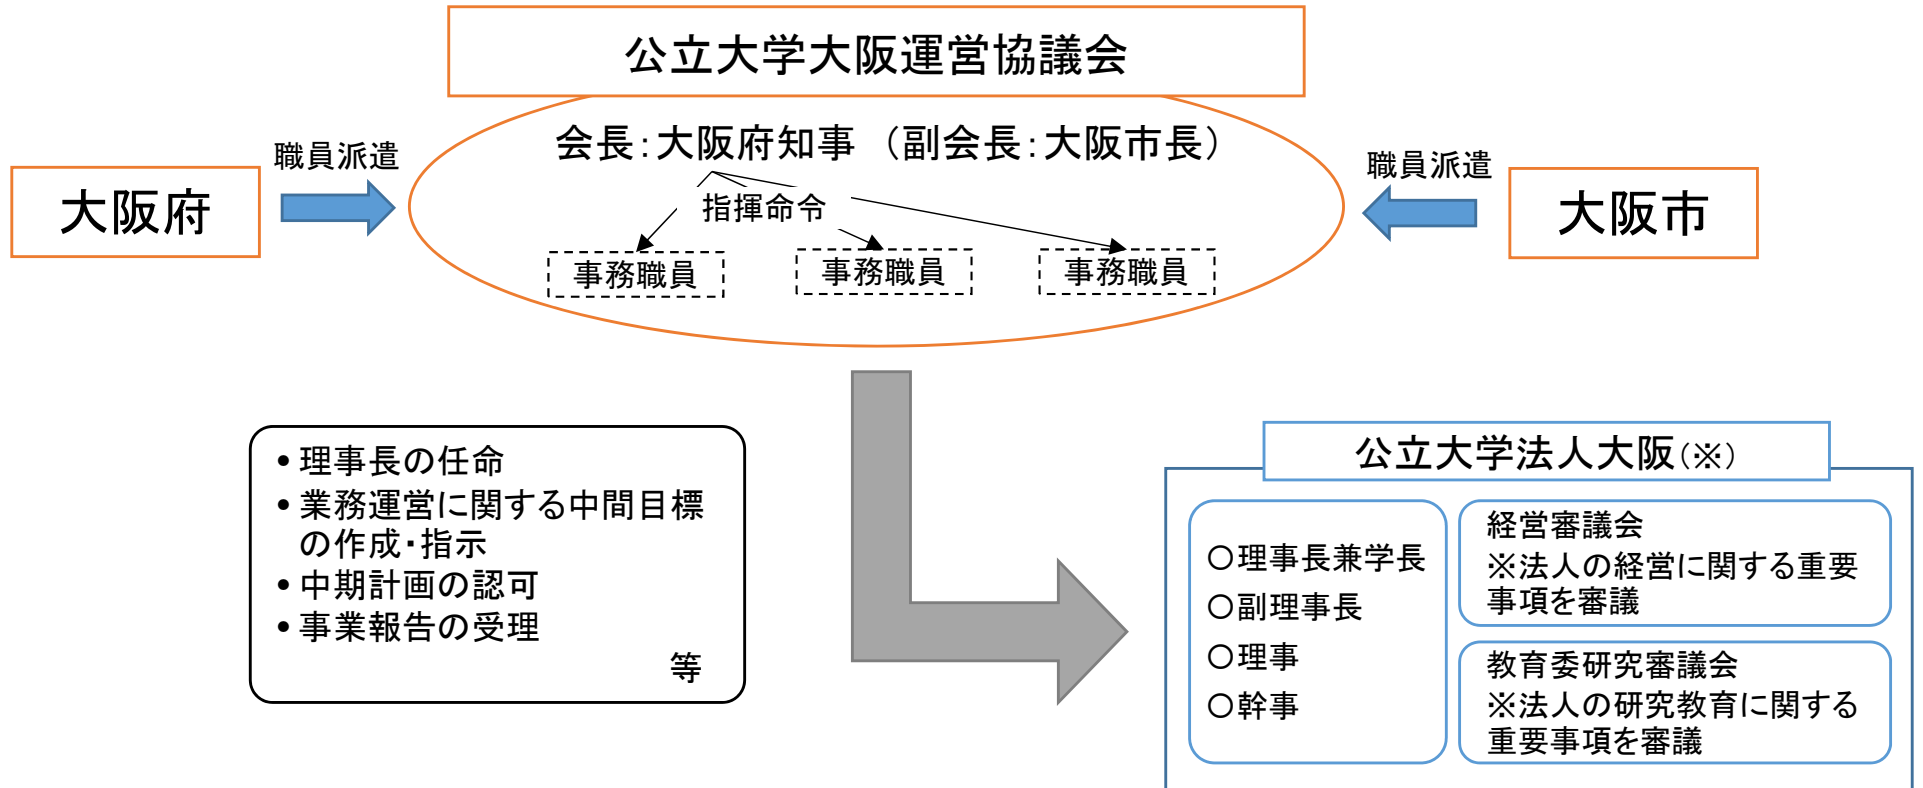 公立大学大阪運営協議会
会長：大阪府知事 （副会長：大阪市長）
職員派遣
職員派遣
大阪府
大阪市
指揮命令
事務職員
事務職員
事務職員
•理事長の任命
•業務運営に関する中間目標
の作成・指示
•中期計画の認可
•事業報告の受理
等
公立大学法人大阪（※）
〇理事長兼学長
〇副理事長
〇理事
〇幹事
経営審議会
※法人の経営に関する重要
事項を審議
教育委研究審議会
※法人の研究教育に関する
重要事項を審議